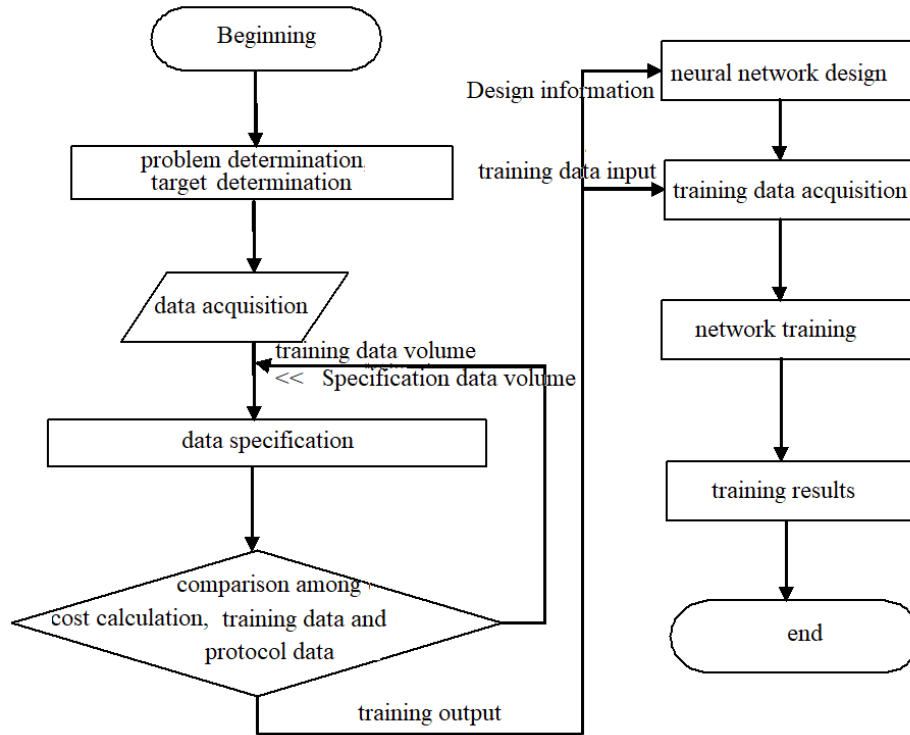 Beginning
problem determination,
target determination
data acquisition
training data volume
<< Specification data volume
data specification
comparison among
cost calculation, training data and
protocol data
training output
Design information
neural network design
training data input
training data acquisition
network training
training results
end